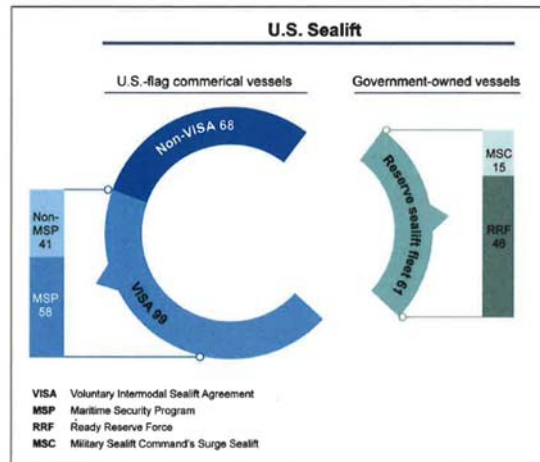 U.S. Sealift
U.S.-flag commerical vessels
Government-owned vessels
Non-VISA 68
VISA 99
Non-
MSP
41
MSP
58
Reserve sealift fleet 61
MSC
15
RRF
46
VISA Voluntary Intermodal Sealift Agreement
MSP Maritime Security Program
RRF Ready Reserve Force
MSC Military Sealift Command's Surge Sealift